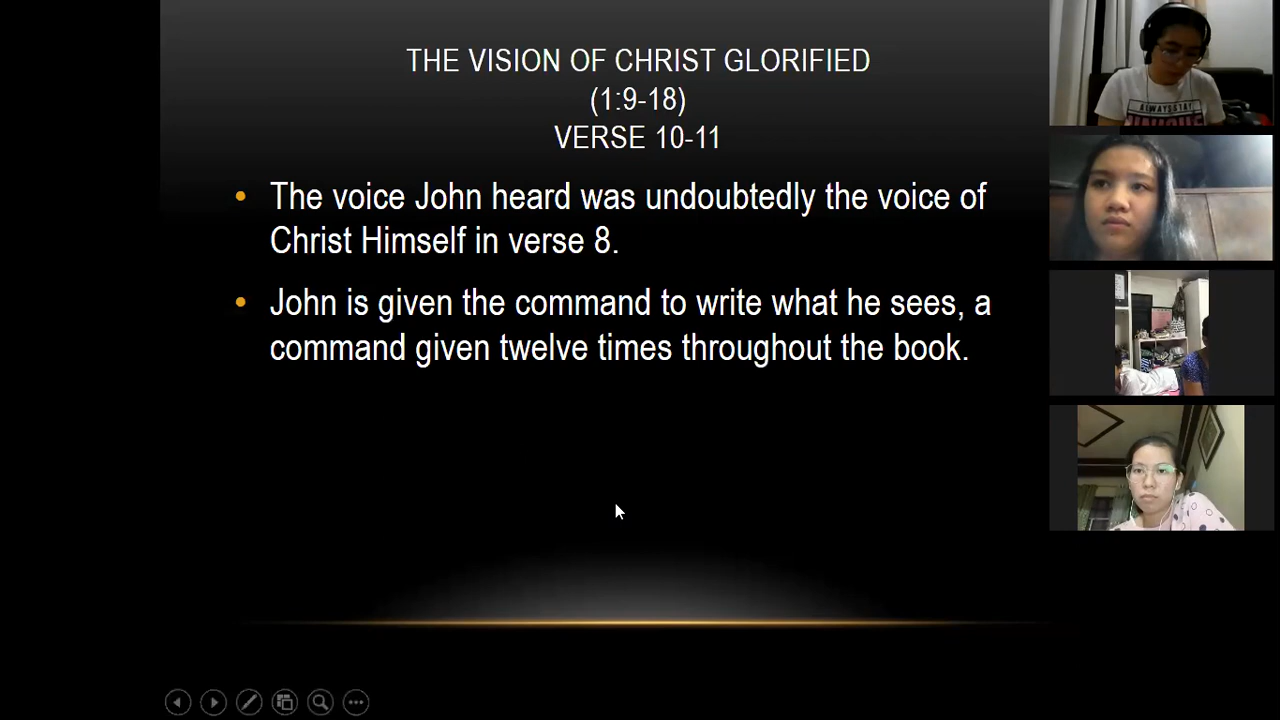 THE VISION OF CHRIST GLORIFIED
(1:9-18)
VERSE 10-11
• The voice John heard was undoubtedly the voice of
Christ Himself in verse 8.
• John is given the command to write what he sees, a
command given twelve times throughout the book.
ALWAYS STAY